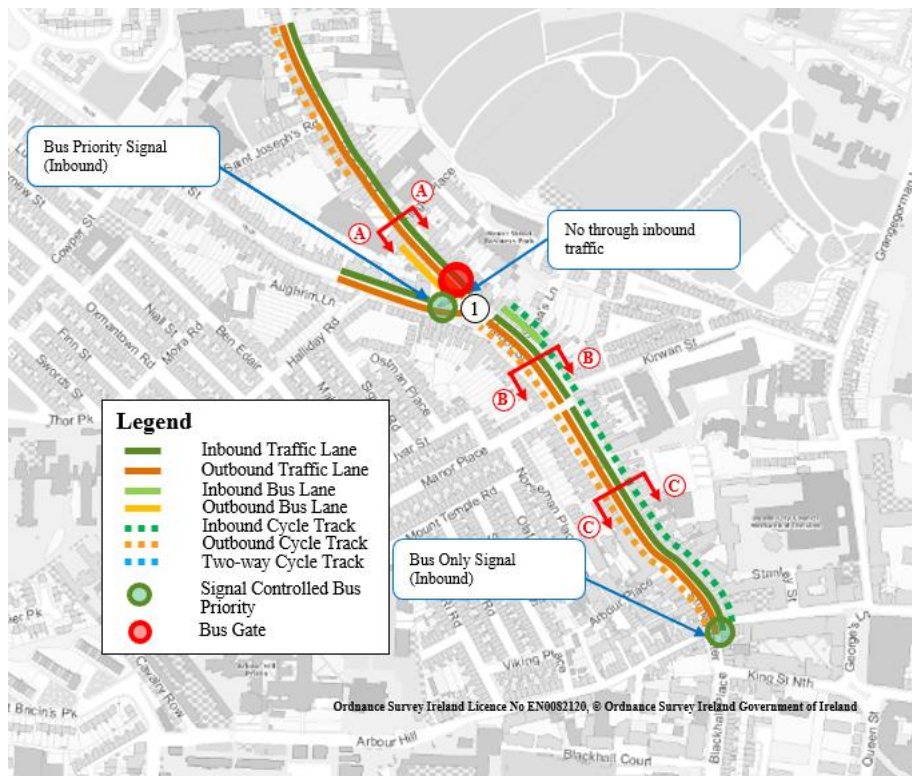 Saint Joseph's Rd
Bus Priority Signal
(Inbound)
Cowper St
A
A
No through inbound
traffic
Grangegorman
Aughrim Ln
1
Oxmantown Rd
Niall St
Moira Rd
Ben Edair
Halliday Rd
Finn St
Swords St
Ostman Place
Kirwan St
B
B
Thor Pk
Legend
Inbound Traffic Lane
Outbound Traffic Lane
Inbound Bus Lane
Outbound Bus Lane
Inbound Cycle Track
Outbound Cycle Track
Two-way Cycle Track
Signal Controlled Bus
Priority
Bus Gate
Ivar St
Manor Place
Mount Temple Rd
C
C
Bus Only Signal
(Inbound)
Arbour Place
Stanley St
Viking Place
George's Ln
King St Nth
Cavalry Row
Arbour Hill
Blackhall Place
Queen St
Blackhall Court
Ordnance Survey Ireland Licence No EN0082120, © Ordnance Survey Ireland Government of Ireland